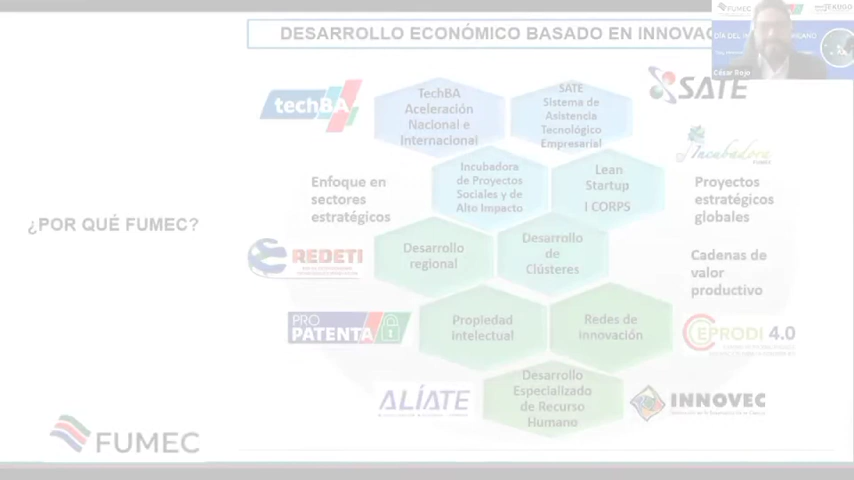 DESARROLLO ECONÓMICO BASADO EN INNOVAC
FUMEC
César Rojo
techBA
TechBA
Aceleración
Nacional e
Internacional
SATE
Sistema de
Asistencia
Tecnológico
Empresarial
SATE
Incubadora
FUMEC
Incubadora
de Proyectos
Sociales y de
Alto Impacto
Lean
Startup
I CORPS
Enfoque en
sectores
estratégicos
Proyectos
estratégicos
globales
¿POR QUÉ FUMEC?
REDETI
Desarrollo
regional
Desarrollo
de
Clústeres
Cadenas de
valor
productivo
PRO
PATENTA
Propiedad
intelectual
Redes de
innovación
CEPRODI 4.0
ALÍATE
Desarrollo
Especializado
de Recurso
Humano
INNOVEC
FUMEC